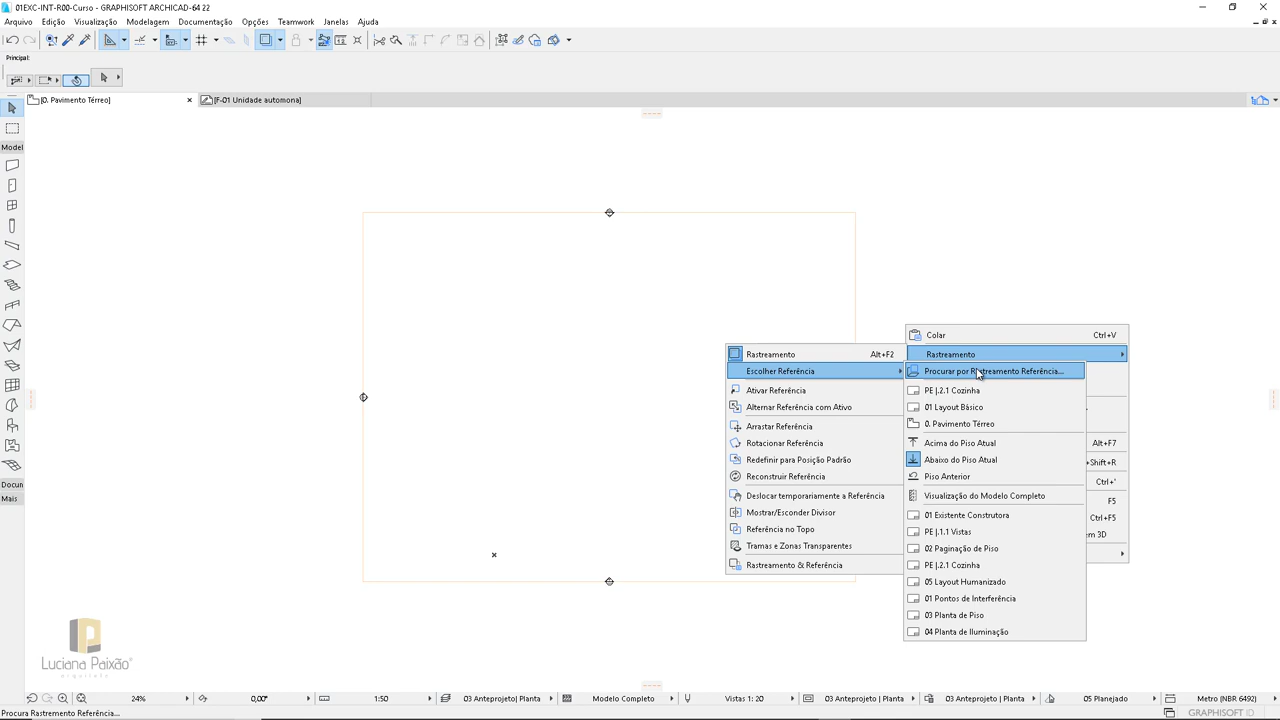 01EXC-INT-R00-Curso - GRAPHISOFT ARCHICAD-64 22
Arquivo Edição Visualização Modelagem Documentação Opções Teamwork Janelas Ajuda
Principal:
[0. Pavimento Térreo]
[F-01 Unidade automona]
Model
Docun
Mais
Colar Ctrl+V
Rastreamento
Alt+F7
+Shift+R
Ctrl+'
F5
Ctrl+F5
em 3D
Rastreamento Alt+F2
Escolher Referência
Ativar Referência
Alternar Referência com Ativo
Arrastar Referência
Rotacionar Referência
Redefinir para Posição Padrão
Reconstruir Referência
Deslocar temporariamente a Referência
Mostrar/Esconder Divisor
Referência no Topo
Tramas e Zonas Transparentes
Rastreamento & Referência
Procurar por Rastreamento Referência...
PE |.2.1 Cozinha
01 Layout Básico
0. Pavimento Térreo
Acima do Piso Atual
Abaixo do Piso Atual
Piso Anterior
Visualização do Modelo Completo
01 Existente Construtora
PE |.1.1 Vistas
02 Paginação de Piso
PE |.2.1 Cozinha
05 Layout Humanizado
01 Pontos de Interferência
03 Planta de Piso
04 Planta de Iluminação
Luciana Paixão®
arquiteto
24% 0,00° 1:50 03 Anteprojeto | Planta Modelo Completo Vistas 1: 20 03 Anteprojeto | Planta 03 Anteprojeto | Planta 05 Planejado Metro (NBR 6492)
Procura Rastreamento Referência...
GRAPHISOFT ID